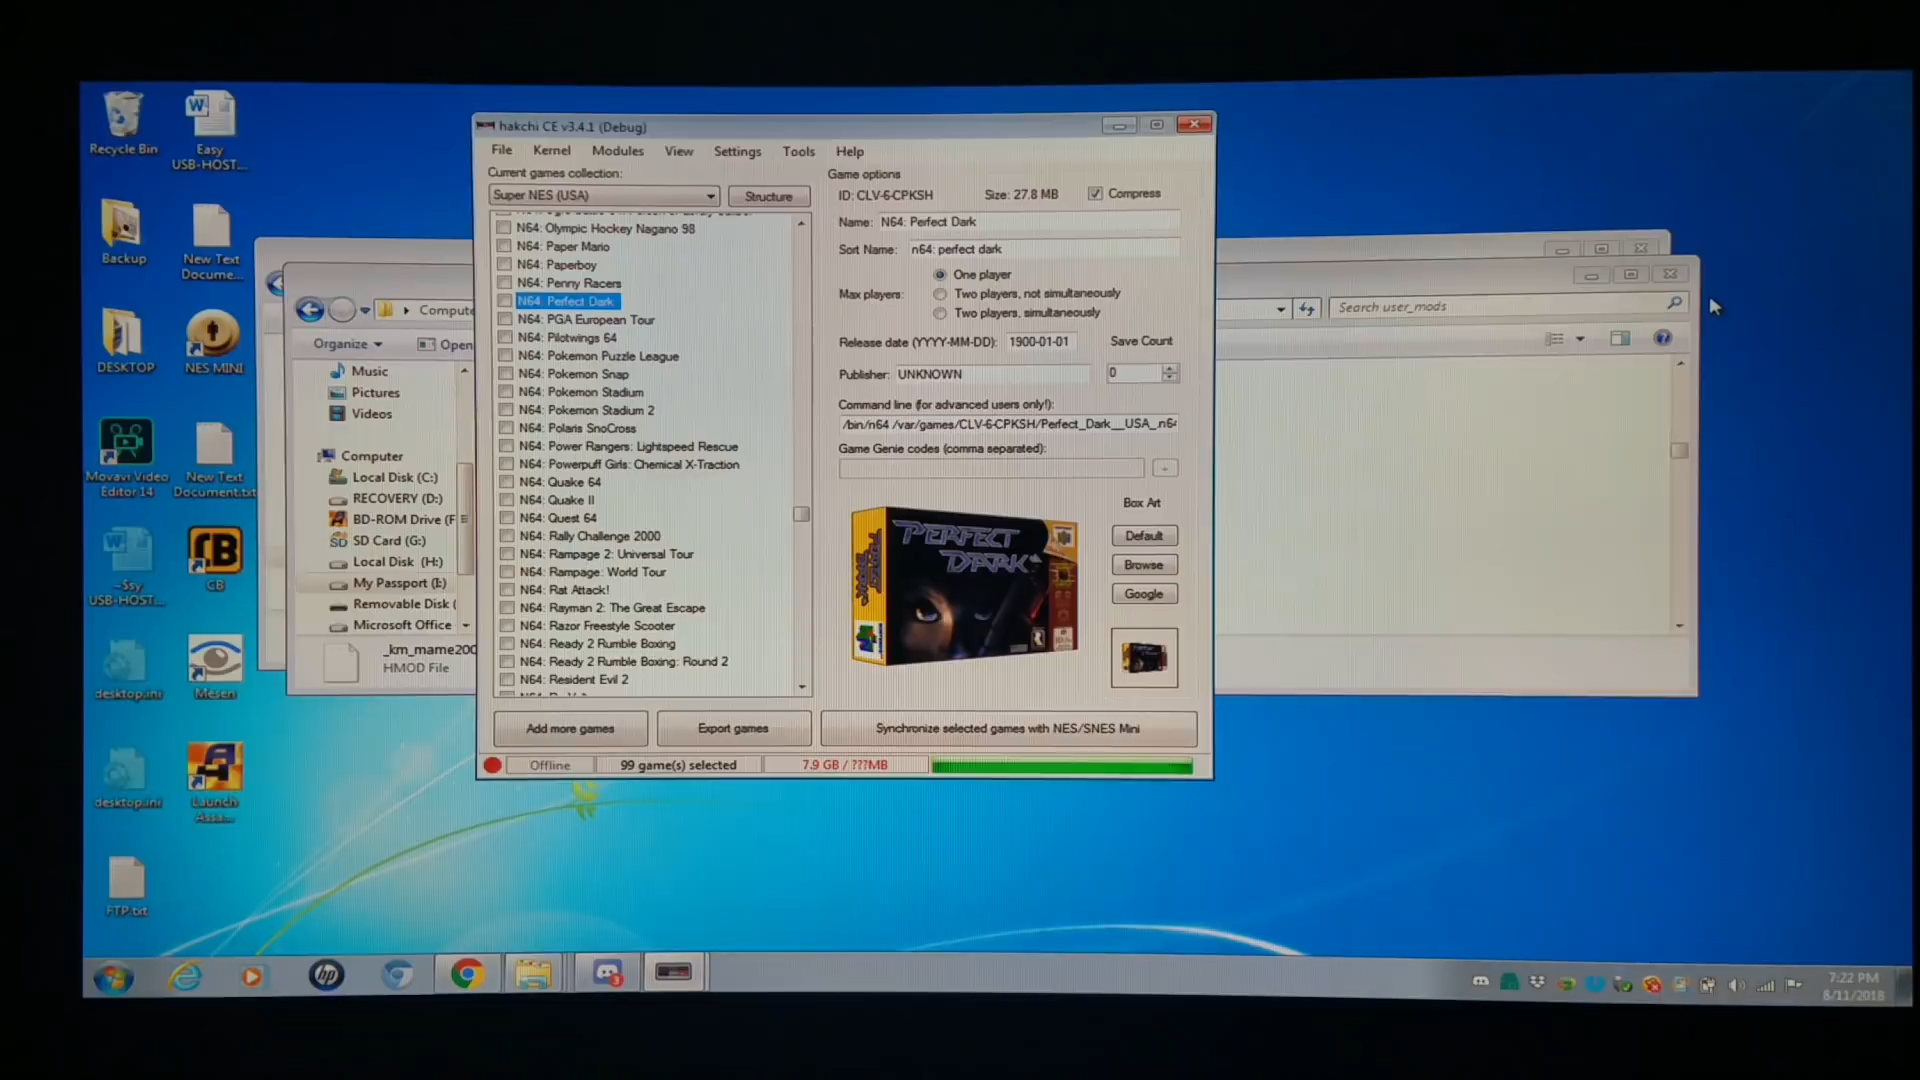 Recycle Bin
Easy
USB-HOST...
Backup
New Text
Docume...
DESKTOP
NES MINI
Movavi Video
Editor 14
New Text
Document.txt
~$sy
USB-HOST...
CB
desktop.ini
Mesen
desktop.ini
Launch
Assa...
FTP.txt
hakchi CE v3.4.1 (Debug)
File Kernel Modules View Settings Tools Help
Current games collection:
Super NES (USA)
Structure
N64: Olympic Hockey Nagano 98
N64: Paper Mario
N64: Paperboy
N64: Penny Racers
N64: Perfect Dark
N64: PGA European Tour
N64: Pilotwings 64
N64: Pokemon Puzzle League
N64: Pokemon Snap
N64: Pokemon Stadium
N64: Pokemon Stadium 2
N64: Polaris SnoCross
N64: Power Rangers: Lightspeed Rescue
N64: Powerpuff Girls: Chemical X-Traction
N64: Quake 64
N64: Quake II
N64: Quest 64
N64: Rally Challenge 2000
N64: Rampage 2: Universal Tour
N64: Rampage: World Tour
N64: Rat Attack!
N64: Rayman 2: The Great Escape
N64: Razor Freestyle Scooter
N64: Ready 2 Rumble Boxing
N64: Ready 2 Rumble Boxing: Round 2
N64: Resident Evil 2
Game options
ID: CLV-6-CPKSH
Size: 27.8 MB
Compress
Name: N64: Perfect Dark
Sort Name: n64: perfect dark
Max players:
One player
Two players, not simultaneously
Two players, simultaneously
Release date (YYYY-MM-DD): 1900-01-01
Save Count
Publisher: UNKNOWN
0
Command line (for advanced users only!):
/bin/n64 /var/games/CLV-6-CPKSH/Perfect_Dark__USA_.n64
Game Genie codes (comma separated):
+
Box Art
Default
Browse
Google
PERFECT
DARK
PERFECT DARK
Add more games
Export games
Synchronize selected games with NES/SNES Mini
Offline
99 game(s) selected
7.9 GB / ???MB
Compute
Organize
Open
Music
Pictures
Videos
Computer
Local Disk (C:)
RECOVERY (D:)
BD-ROM Drive (F
SD Card (G:)
Local Disk (H:)
My Passport (I:)
Removable Disk (
Microsoft Office
_km_mame200
HMOD File
Search user_mods
hp
3
7:22 PM
8/11/2018